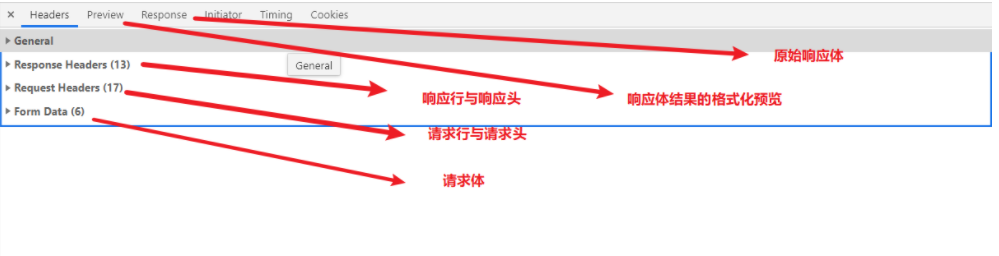 × Headers Preview Response Initiator Timing Cookies
General
原始响应体
Response Headers (13)
General
Request Headers (17)
响应行与响应头
响应体结果的格式化预览
Form Data (6)
请求行与请求头
请求体